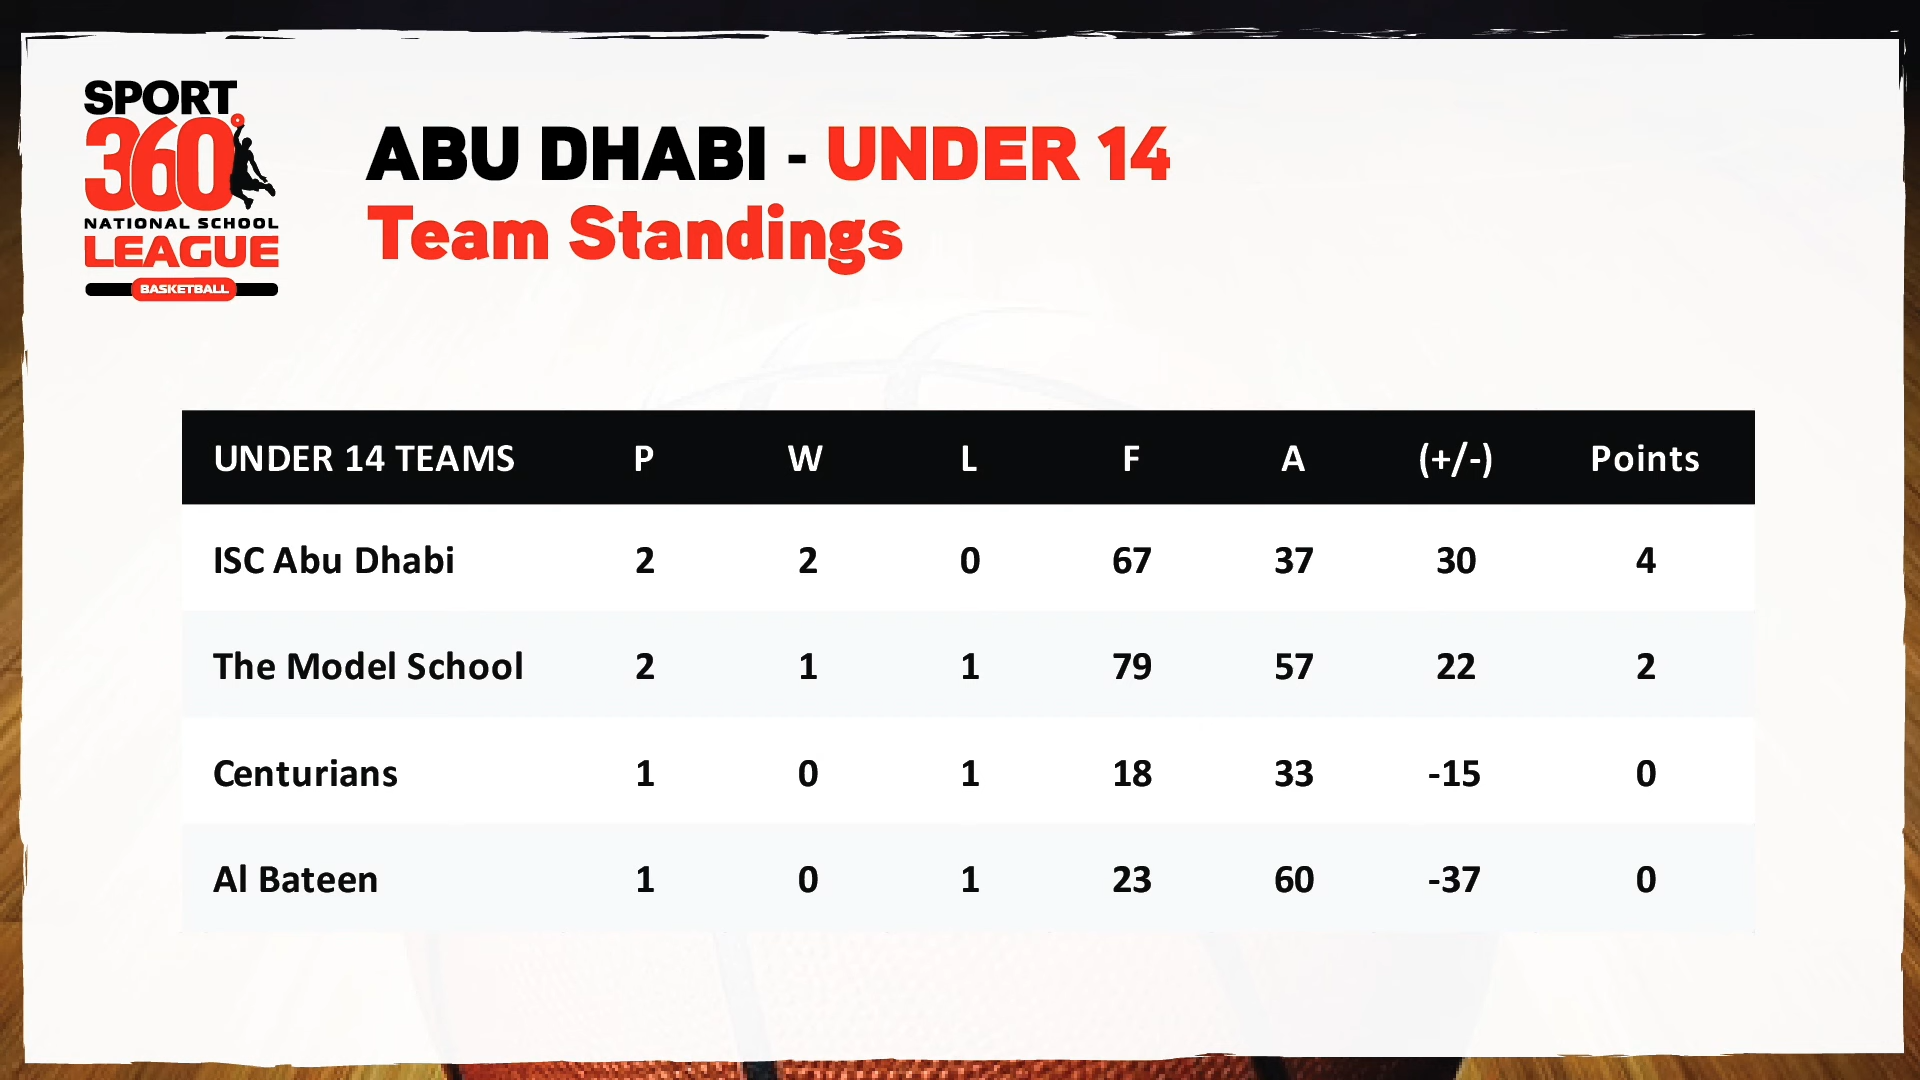 SPORT
360°
NATIONAL SCHOOL
LEAGUE
BASKETBALL
ABU DHABI - UNDER 14
Team Standings
UNDER 14 TEAMS P W L F A (+/-) Points
ISC Abu Dhabi 2 2 0 67 37 30 4
The Model School 2 1 1 79 57 22 2
Centurians 1 0 1 18 33 -15 0
Al Bateen 1 0 1 23 60 -37 0